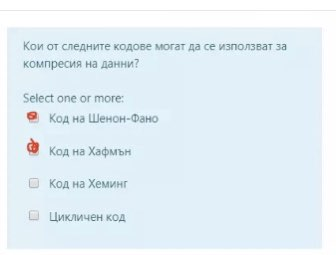 Кои от следните кодове могат да се използват за
компресия на данни?
Select one or more:
Код на Шенон-Фано
Код на Хафмън
Код на Хеминг
Цикличен код